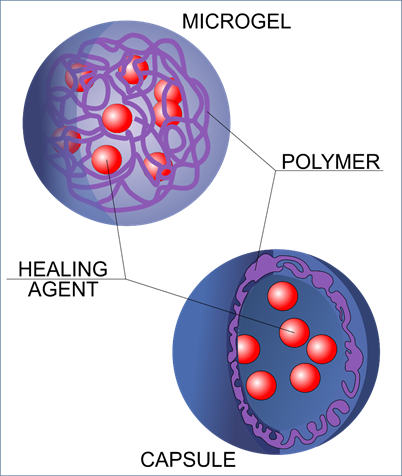 MICROGEL
POLYMER
HEALING
AGENT
CAPSULE